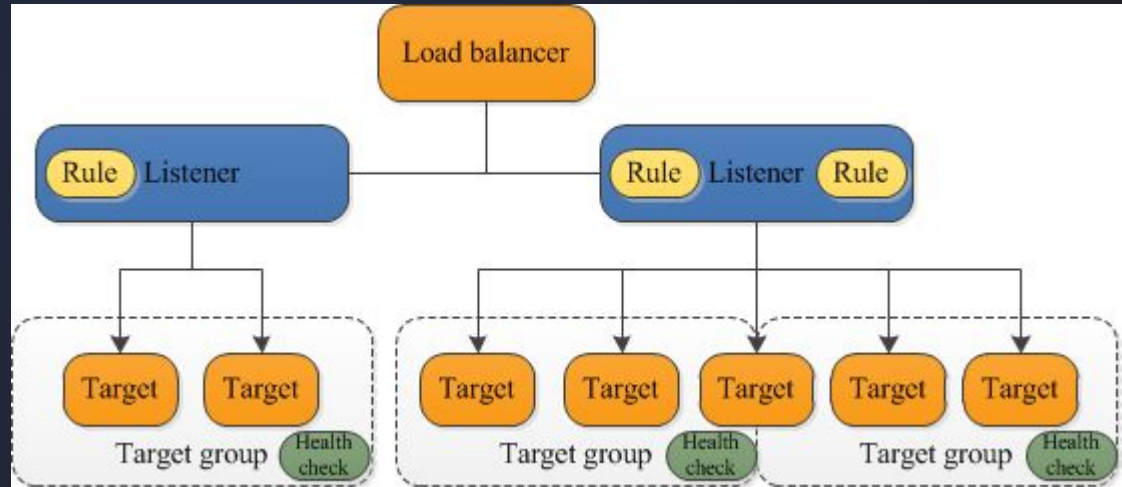 Load balancer
Rule Listener
Rule Listener Rule
Target Target
Target Target Target Target Target
Target group Health check
Target group Health check
Target group Health check